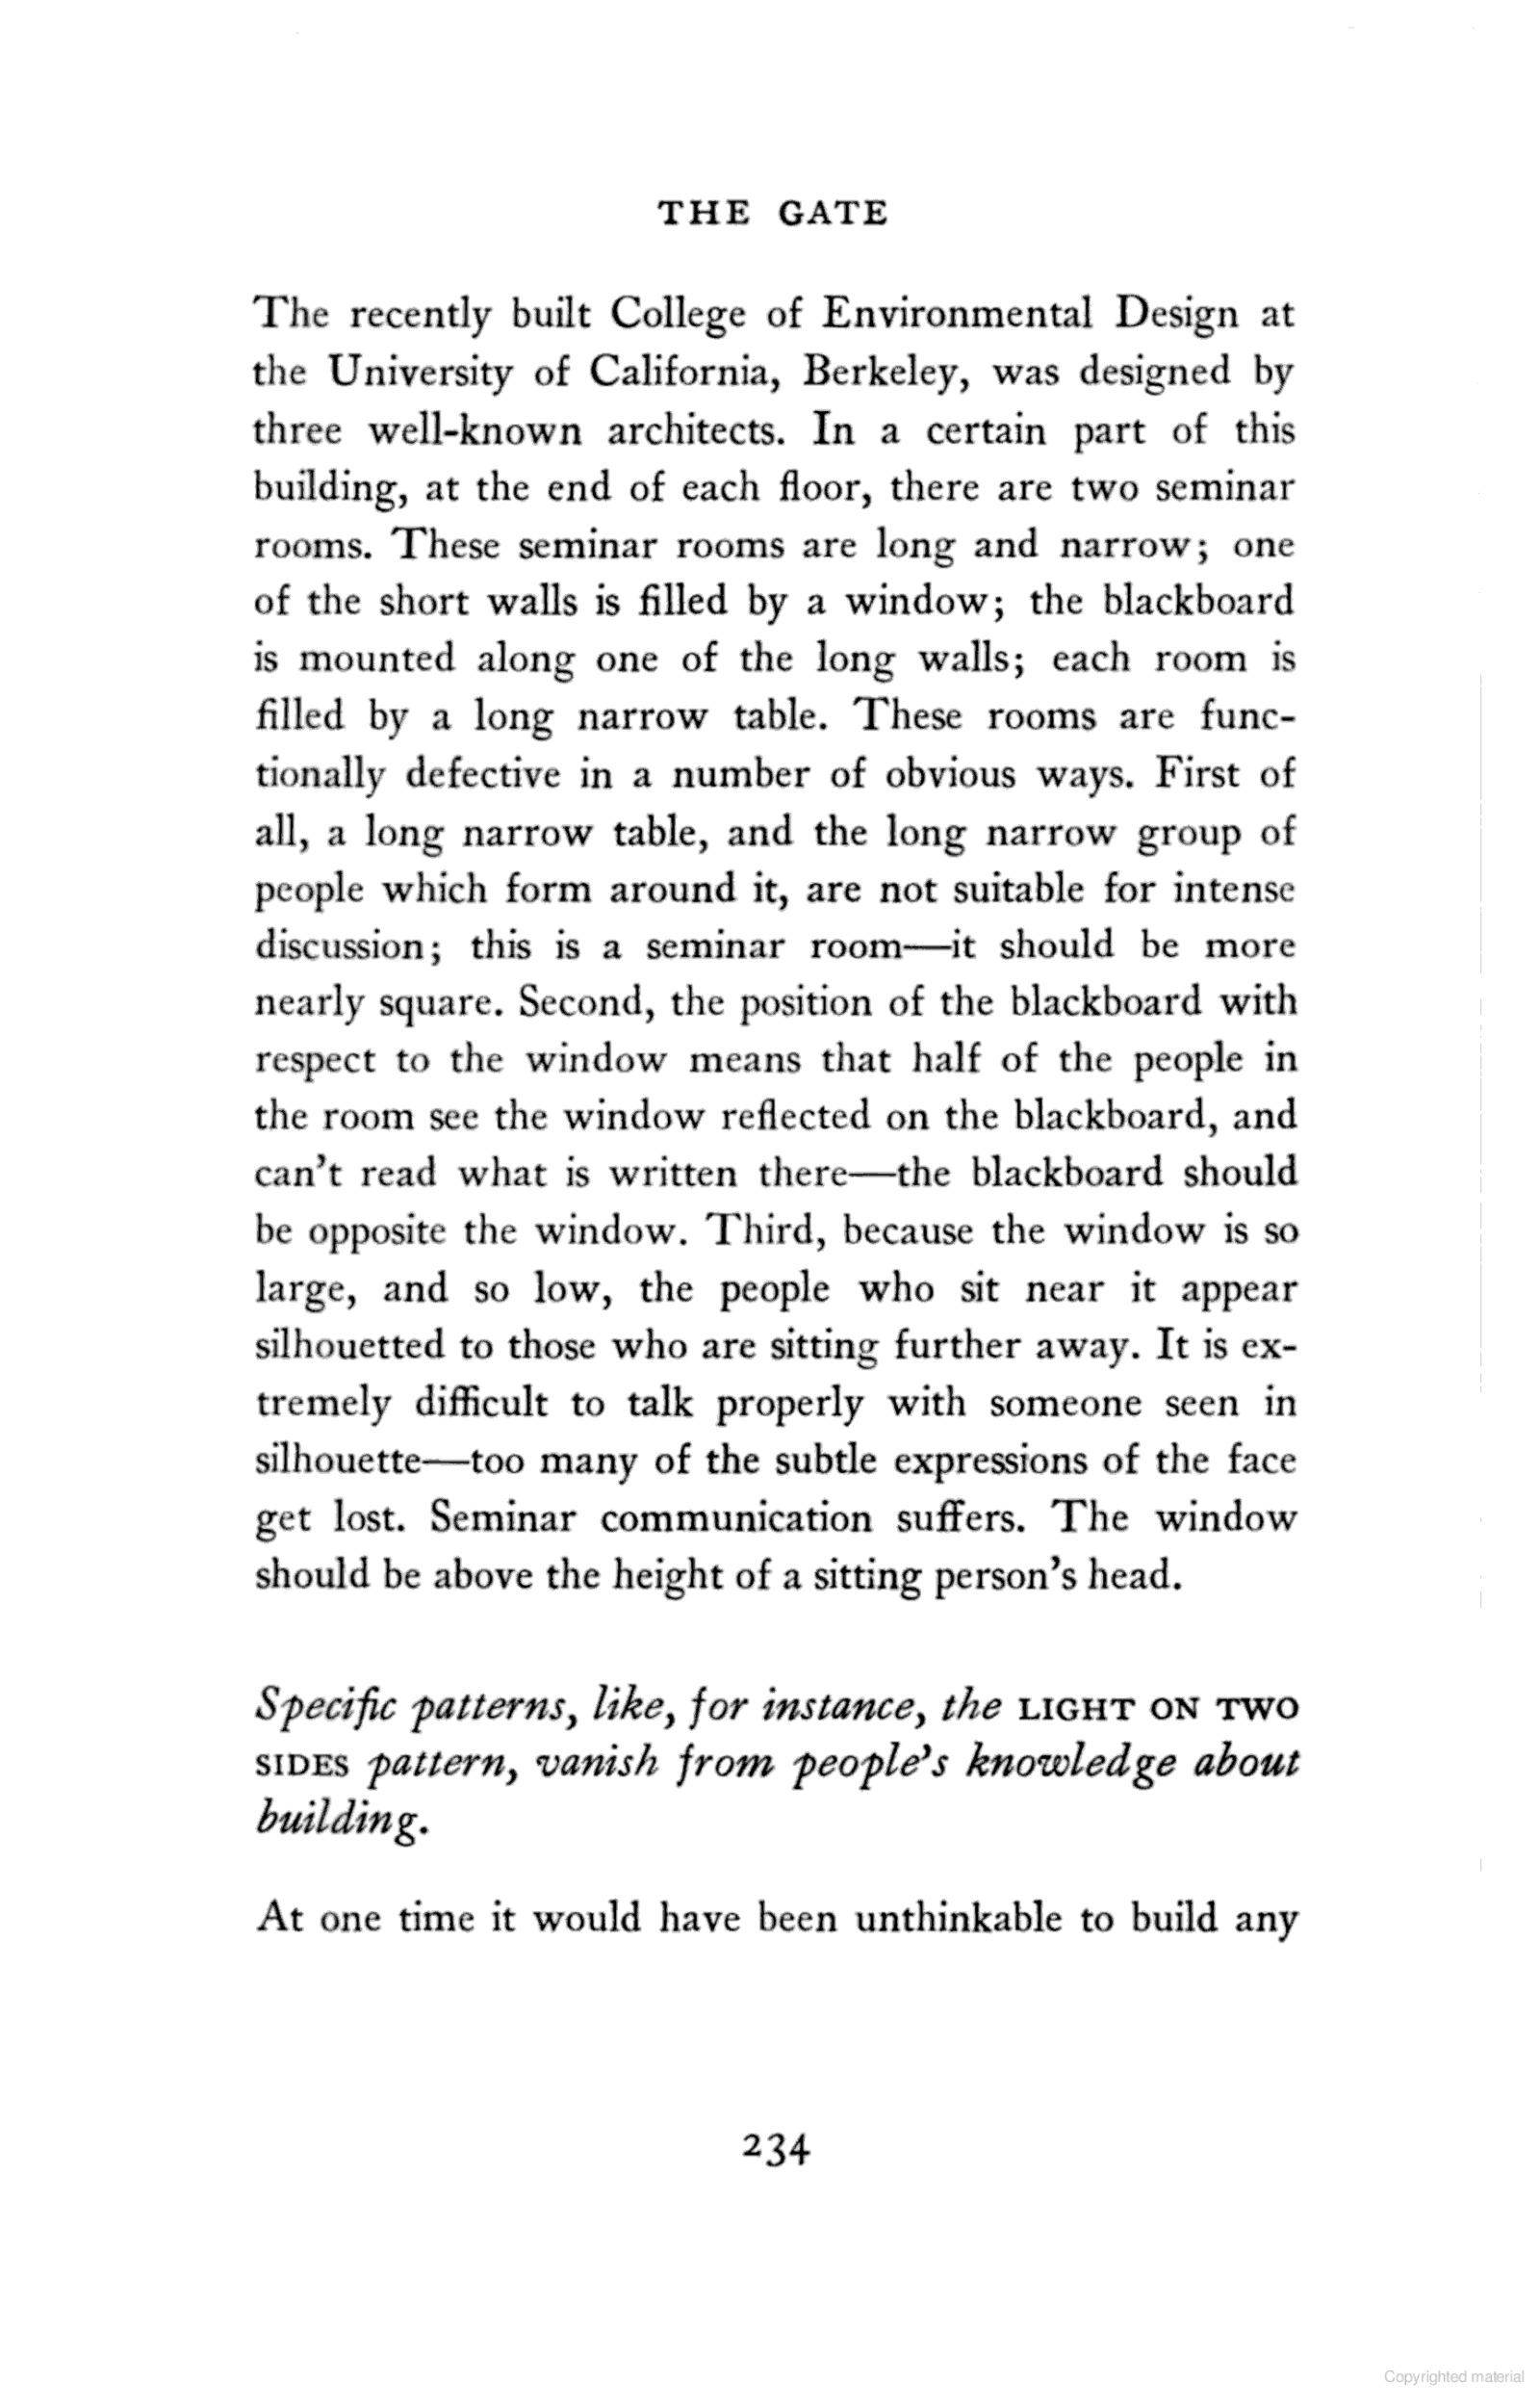 THE GATE
The recently built College of Environmental Design at
the University of California, Berkeley, was designed by
three well-known architects. In a certain part of this
building, at the end of each floor, there are two seminar
rooms. These seminar rooms are long and narrow; one
of the short walls is filled by a window; the blackboard
is mounted along one of the long walls; each room is
filled by a long narrow table. These rooms are func-
tionally defective in a number of obvious ways. First of
all, a long narrow table, and the long narrow group of
people which form around it, are not suitable for intense
discussion; this is a seminar room—it should be more
nearly square. Second, the position of the blackboard with
respect to the window means that half of the people in
the room see the window reflected on the blackboard, and
can't read what is written there—the blackboard should
be opposite the window. Third, because the window is so
large, and so low, the people who sit near it appear
silhouetted to those who are sitting further away. It is ex-
tremely difficult to talk properly with someone seen in
silhouette—too many of the subtle expressions of the face
get lost. Seminar communication suffers. The window
should be above the height of a sitting person's head.
Specific patterns, like, for instance, the LIGHT ON TWO
SIDES pattern, vanish from people's knowledge about
building.
At one time it would have been unthinkable to build any
234
Copyrighted material